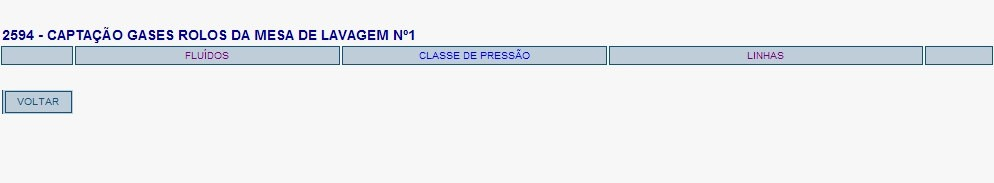 2594 - CAPTAÇÃO GASES ROLOS DA MESA DE LAVAGEM Nº1
FLUÍDOS CLASSE DE PRESSÃO LINHAS
VOLTAR